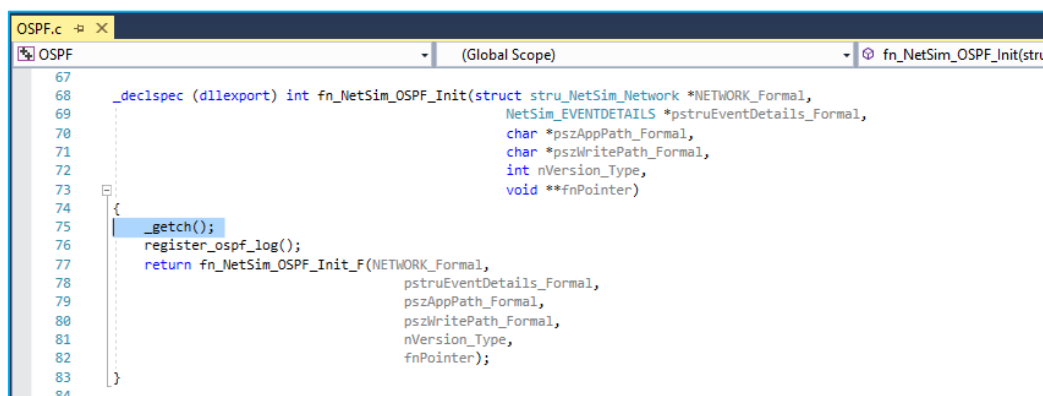 OSPF.c
OSPF (Global Scope) fn_NetSim_OSPF_Init(stru
67
68 _declspec (dllexport) int fn_NetSim_OSPF_Init(struct stru_NetSim_Network *NETWORK_Formal,
69 NetSim_EVENTDETAILS *pstruEventDetails_Formal,
70 char *pszAppPath_Formal,
71 char *pszWritePath_Formal,
72 int nVersion_Type,
73 void **fnPointer)
74 {
75 _getch();
76 register_ospf_log();
77 return fn_NetSim_OSPF_Init_F(NETWORK_Formal,
78 pstruEventDetails_Formal,
79 pszAppPath_Formal,
80 pszWritePath_Formal,
81 nVersion_Type,
82 fnPointer);
83 }
84